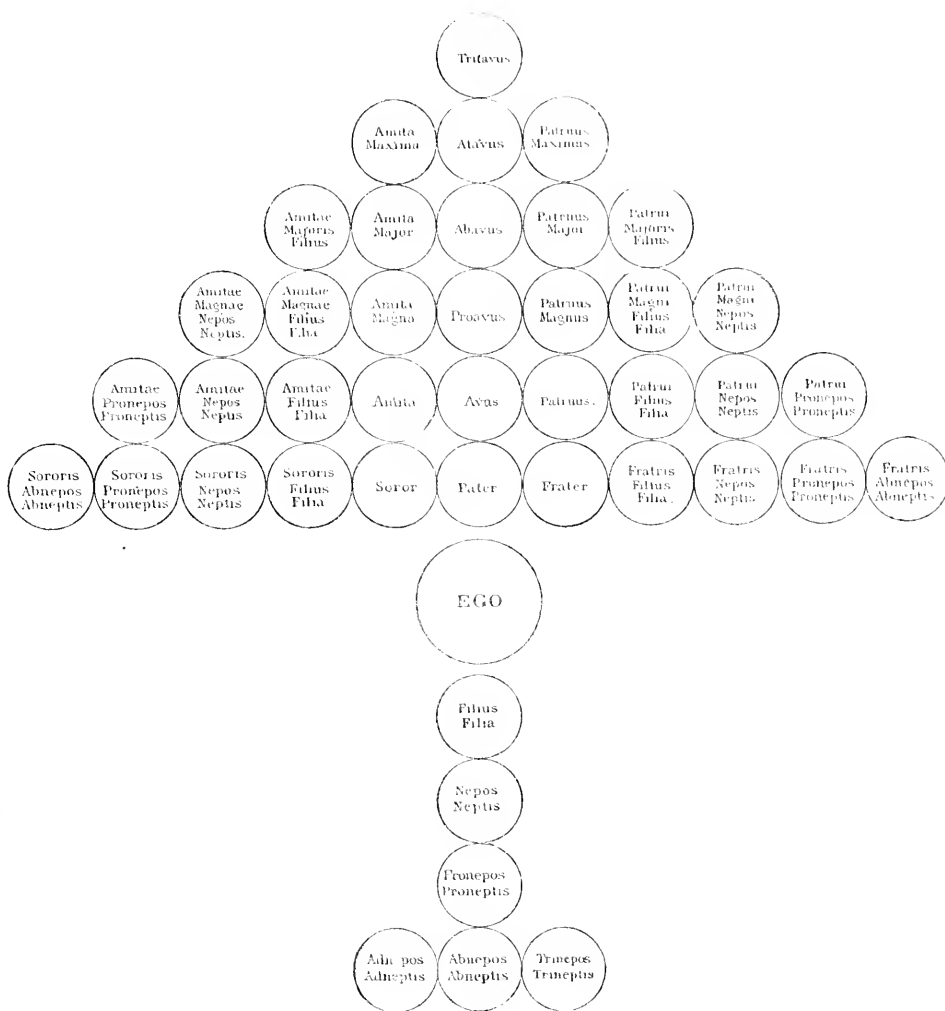 Tritavus
Amita
Maxima
Atavus
Patruus
Maximus
Amitae
Majoris
Filius
Amita
Major
Abavus
Patruus
Major
Patrui
Majoris
Filius
Amitae
Magnae
Nepos
Neptis.
Amitae
Magnae
Filius
Filia
Amita
Magna
Proavus
Patruus
Magnus
Patrui
Magni
Filius
Filia
Patrui
Magni
Nepos
Neptis
Amitae
Pronepos
Proneptis
Amitae
Nepos
Neptis
Amitae
Filius
Filia
Amita
Avus
Patruus.
Patrui
Filius
Filia
Patrui
Nepos
Neptis
Patrui
Pronepos
Proneptis
Sororis
Abnepos
Abneptis
Sororis
Pronepos
Proneptis
Sororis
Nepos
Neptis
Sororis
Filius
Filia
Soror
Pater
Frater
Fratris
Filius
Filia.
Fratris
Nepos
Neptis
Fratris
Pronepos
Proneptis
Fratris
Abnepos
Abneptis
EGO
Filius
Filia
Nepos
Neptis
Pronepos
Proneptis
Adnepos
Adneptis
Abnepos
Abneptis
Trinepos
Trineptis